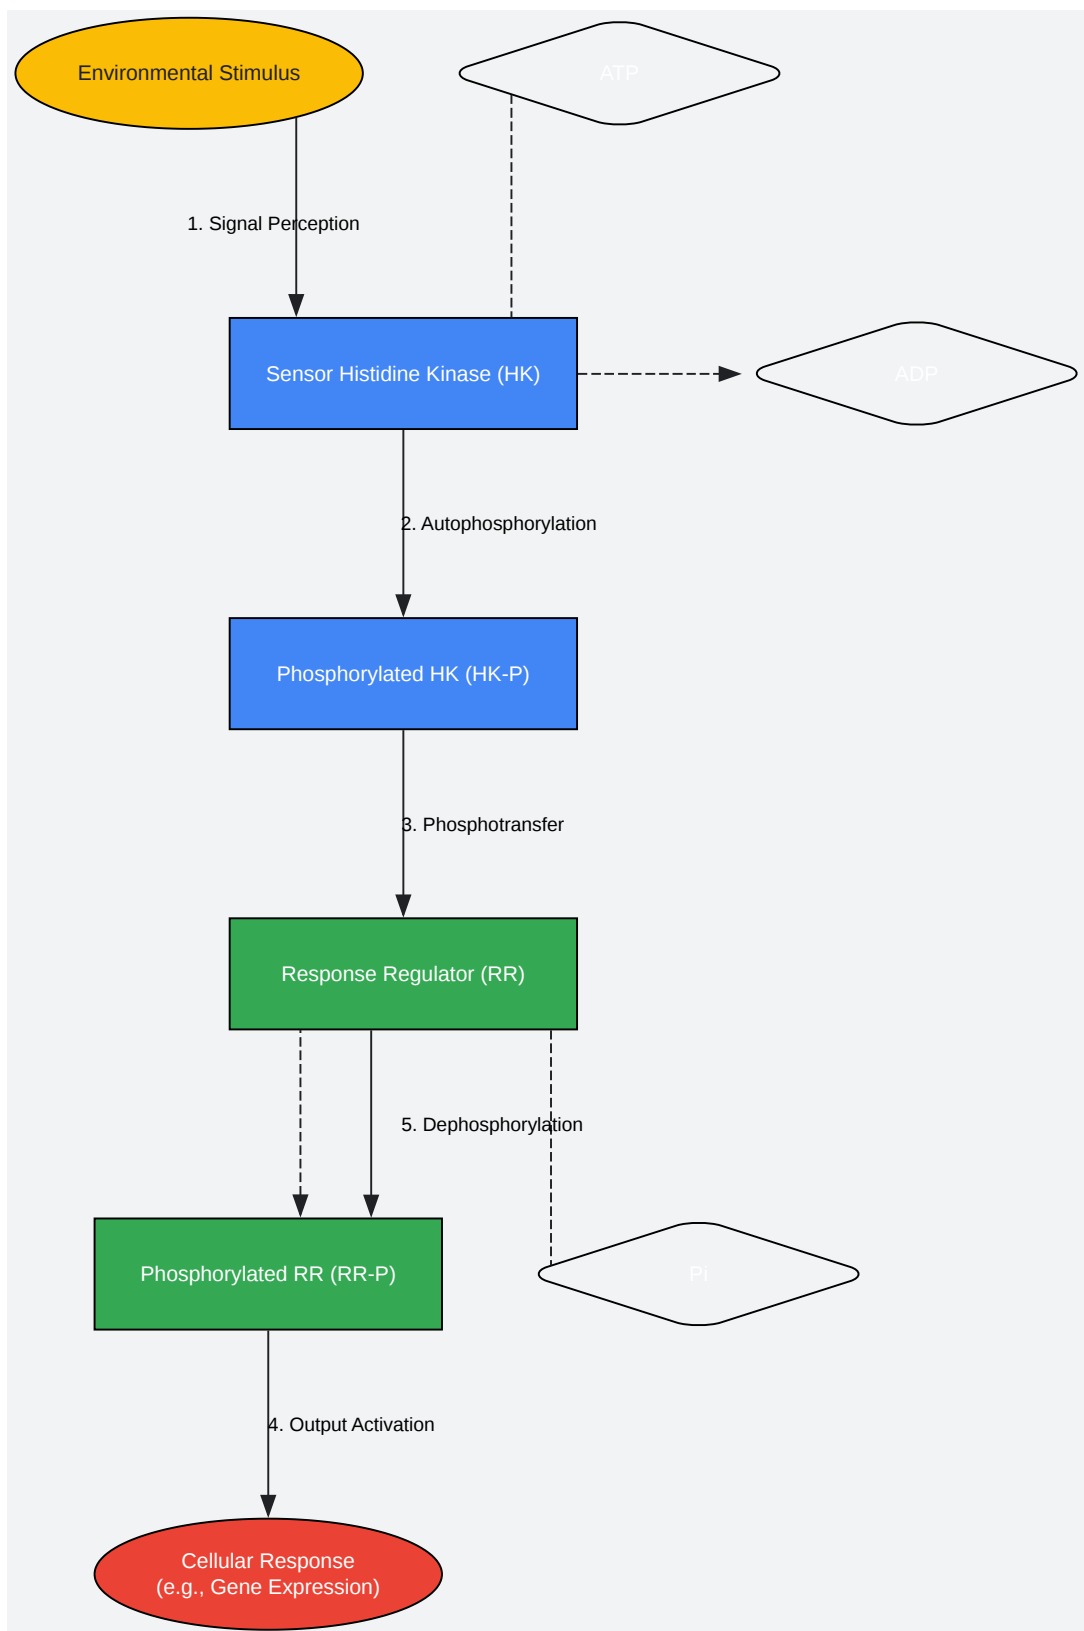 Environmental Stimulus
ATP
1. Signal Perception
Sensor Histidine Kinase (HK)
ADP
2. Autophosphorylation
Phosphorylated HK (HK-P)
3. Phosphotransfer
Response Regulator (RR)
5. Dephosphorylation
Phosphorylated RR (RR-P)
Pi
4. Output Activation
Cellular Response
(e.g., Gene Expression)